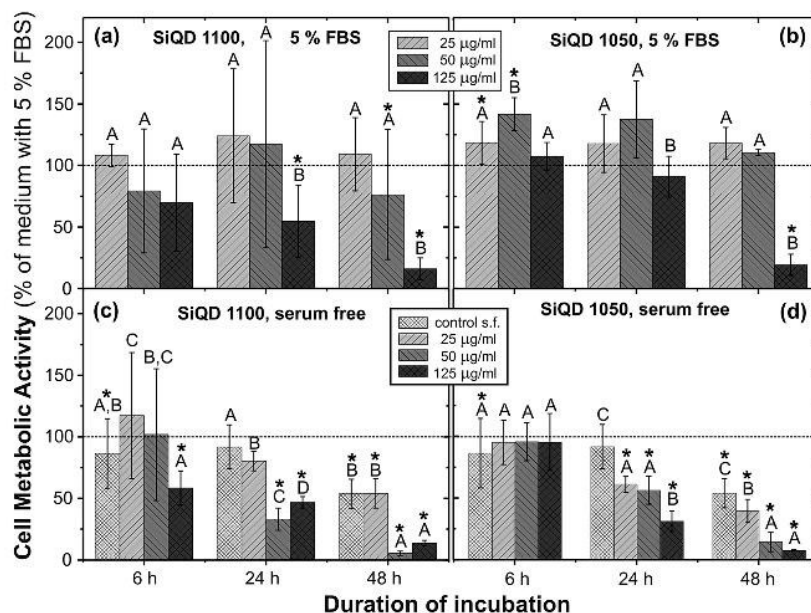 Cell Metabolic Activity (% of medium with 5 % FBS)
(a) SiQD 1100, 5 % FBS
25 µg/ml
50 µg/ml
125 µg/ml
SiQD 1050, 5 % FBS (b)
200
150
100
50
0
A A A
A A * B
A * A * B
* A * B A
A A B
A A * B
(c) SiQD 1100, serum free
control s.f.
25 µg/ml
50 µg/ml
125 µg/ml
SiQD 1050, serum free (d)
200
150
100
50
0
* A,B C B,C * A
A B * C * D
* B * B * A * A
* A A A A
C * A * A * B
* C * B * A * A
6 h 24 h 48 h 6 h 24 h 48 h
Duration of incubation